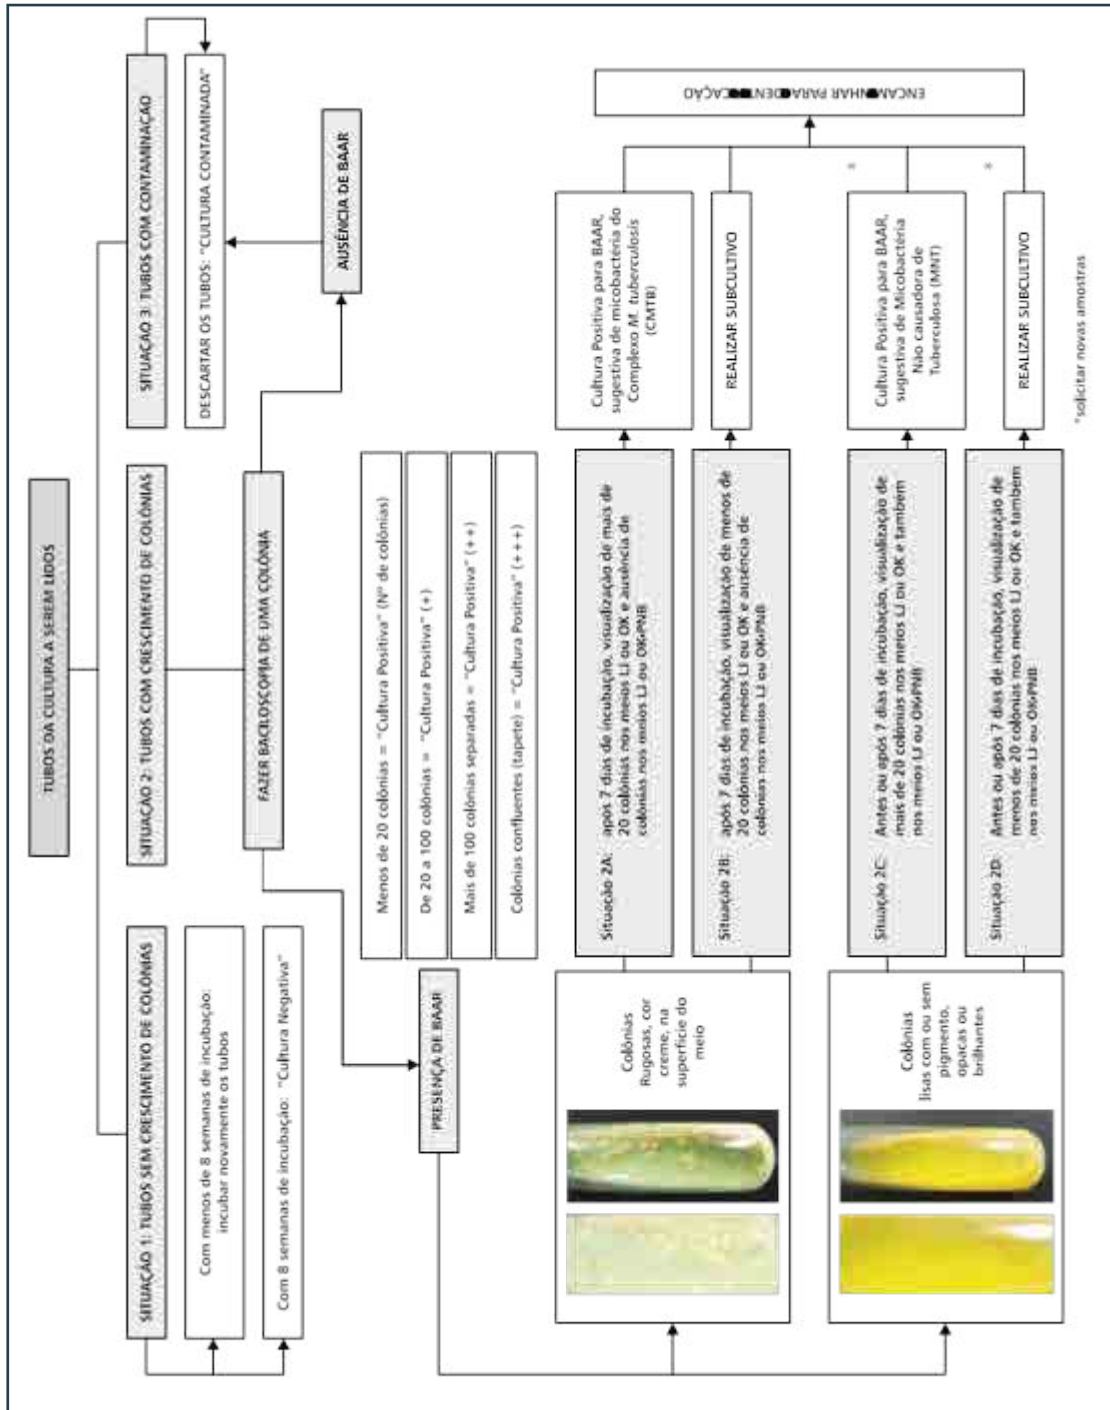 TUBOS DA CULTURA A SEREM LIDOS
SITUAÇÃO 1: TUBOS SEM CRESCIMENTO DE COLÔNIAS
Com menos de 8 semanas de incubação:
incubar novamente os tubos
Com 8 semanas de incubação: "Cultura Negativa"
SITUAÇÃO 2: TUBOS COM CRESCIMENTO DE COLÔNIAS
FAZER BACILOSCOPIA DE UMA COLÔNIA
SITUAÇÃO 3: TUBOS COM CONTAMINAÇAO
DESCARTAR OS TUBOS: "CULTURA CONTAMINADA"
AUSÊNCIA DE BAAR
Menos de 20 colônias = "Cultura Positiva" (Nº de colônias)
De 20 a 100 colônias = "Cultura Positiva" (+)
Mais de 100 colônias separadas = "Cultura Positiva" (++)
Colônias confluentes (tapete) = "Cultura Positiva" (+++)
PRESENÇA DE BAAR
Colônias
Rugosas, cor
creme, na
superfície do
meio
Situação 2A: após 7 dias de incubação, visualização de mais de
20 colônias nos meios LJ ou OK e ausência de
colônias nos meios LJ ou OK-PNB
Cultura Positiva para BAAR,
sugestiva de micobactéria do
Complexo M. tuberculosis
(CMTB)
Situação 2B: após 7 dias de incubação, visualização de menos de
20 colônias nos meios LJ ou OK e ausência de
colônias nos meios LJ ou OK-PNB
REALIZAR SUBCULTIVO
Colônias
lisas com ou sem
pigmento,
opacas ou
brilhantes
Situação 2C: Antes ou após 7 dias de incubação, visualização de
mais de 20 colônias nos meios LJ ou OK e também
nos meios LJ ou OK-PNB
Cultura Positiva para BAAR,
sugestiva de Micobactéria
Não causadora de
Tuberculosa (MNT)
*
Situação 2D: Antes ou após 7 dias de incubação, visualização de
menos de 20 colônias nos meios LJ ou OK e também
nos meios LJ ou OK-PNB
REALIZAR SUBCULTIVO
*
PARA
*solicitar novas amostras